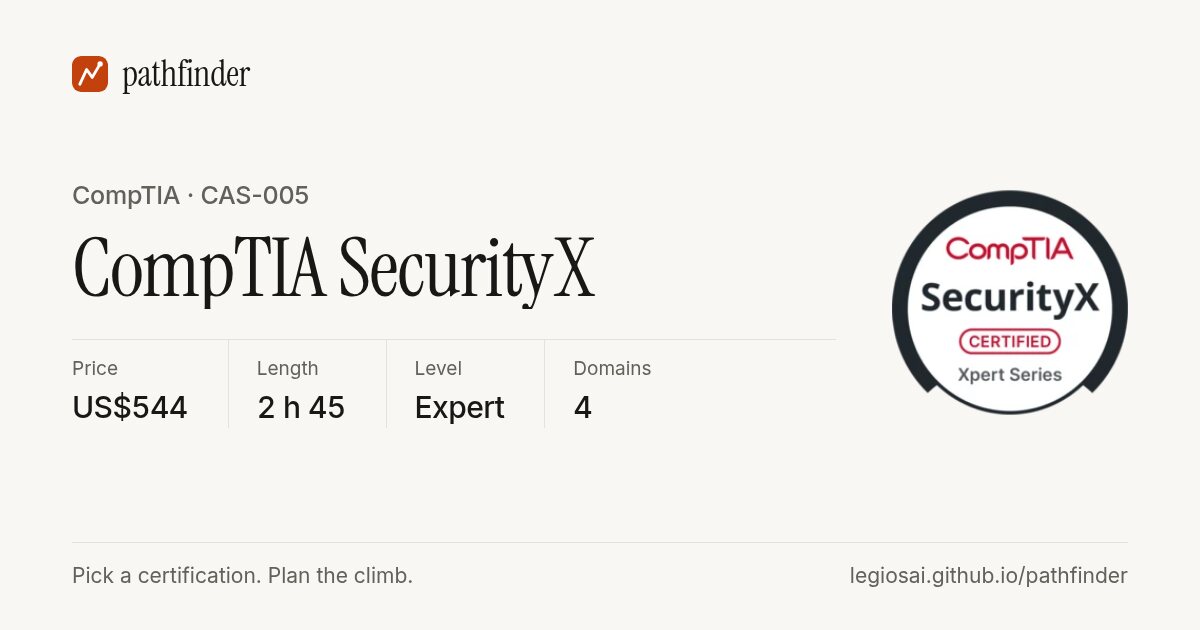 pathfinder
CompTIA · CAS-005
CompTIA SecurityX
Price
US$544
Length
2 h 45
Level
Expert
Domains
4
CompTIA
SecurityX
CERTIFIED
Xpert Series
Pick a certification. Plan the climb.
legiosai.github.io/pathfinder